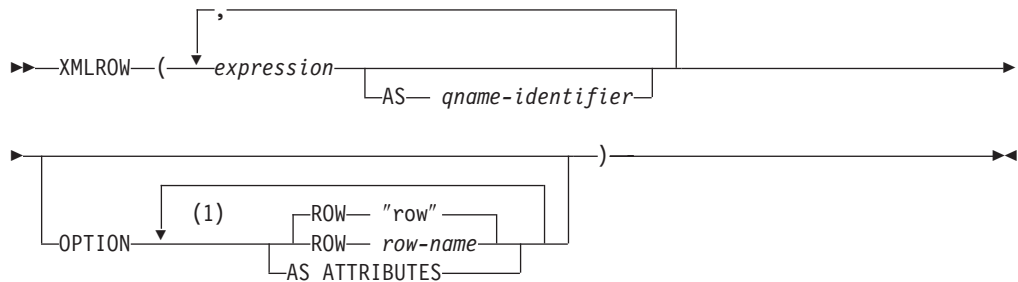 ,
XMLROW ( expression
AS qname-identifier
)
(1) ROW "row"
OPTION ROW row-name
AS ATTRIBUTES